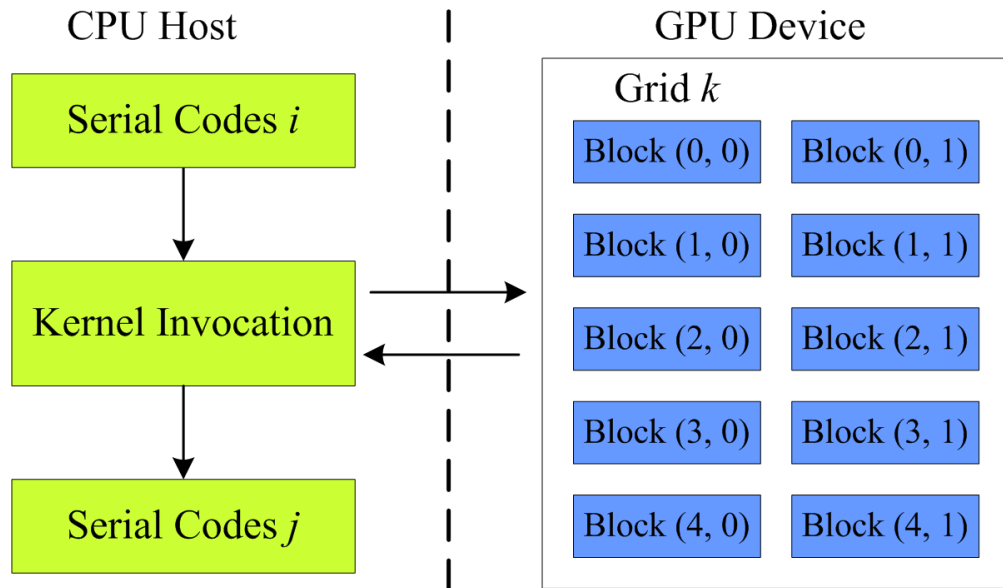 CPU Host
Serial Codes i
Kernel Invocation
Serial Codes j
GPU Device
Grid k
Block (0, 0)
Block (0, 1)
Block (1, 0)
Block (1, 1)
Block (2, 0)
Block (2, 1)
Block (3, 0)
Block (3, 1)
Block (4, 0)
Block (4, 1)